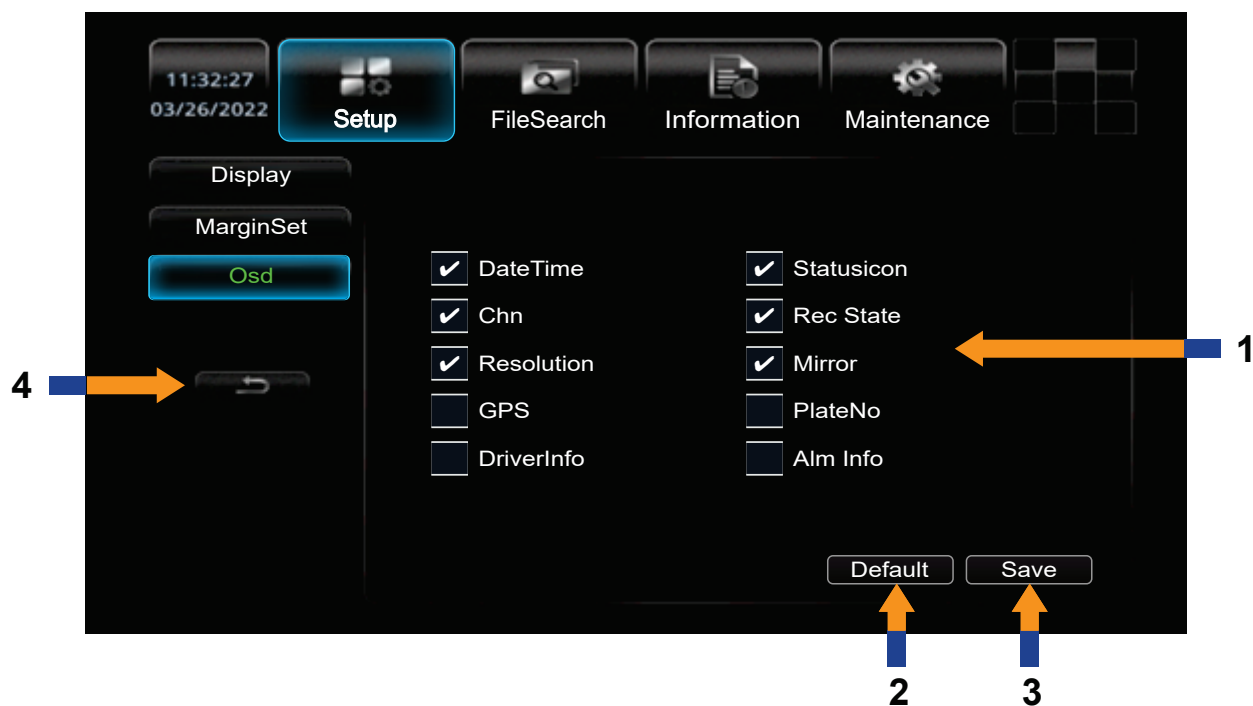 11:32:27
03/26/2022
Setup
FileSearch
Information
Maintenance
Display
MarginSet
Osd
DateTime
Statusicon
Chn
Rec State
Resolution
Mirror
GPS
PlateNo
DriverInfo
Alm Info
Default
Save
1
4
2
3